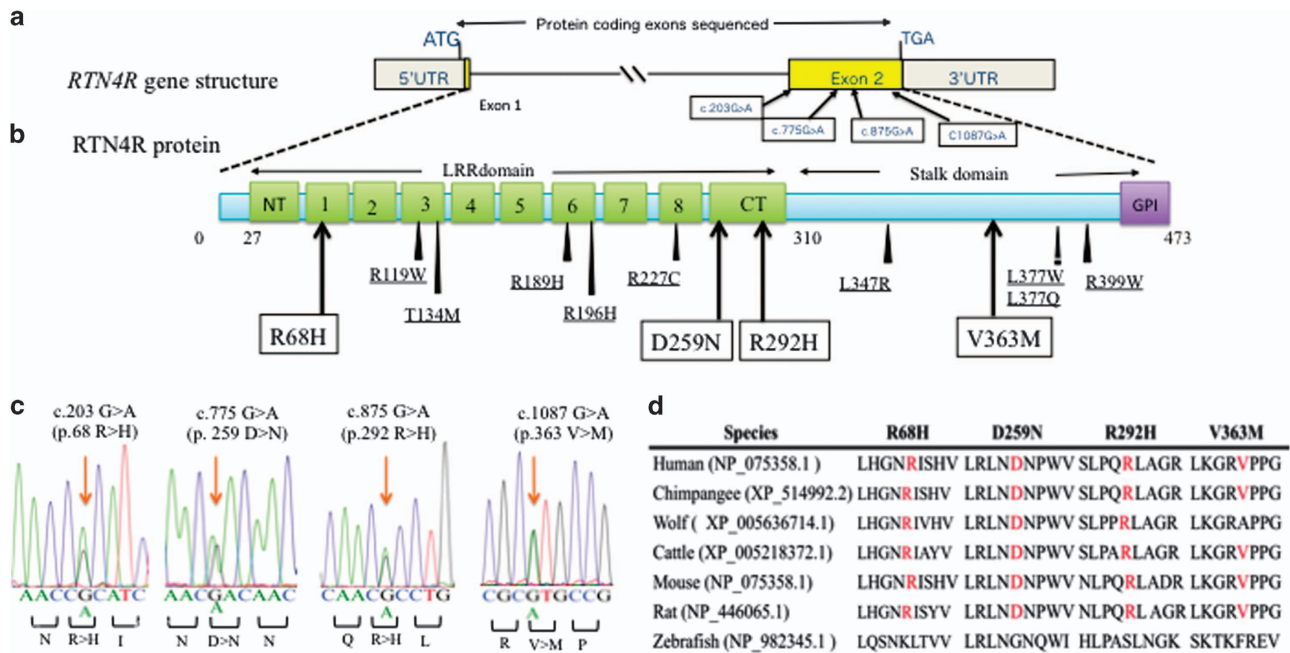 a
Protein coding exons sequenced
ATG
TGA
RTN4R gene structure
5'UTR
Exon 2
3'UTR
Exon 1
c.203G>A
c.775G>A
c.875G>A
C1087G>A
b
RTN4R protein
LRRdomain
Stalk domain
NT 1 2 3 4 5 6 7 8 CT GPI
0 27 310 473
R119W
T134M
R189H
R196H
R227C
L347R
L377W
L377Q
R399W
R68H
D259N
R292H
V363M
c
c.203 G>A
(p.68 R>H)
c.775 G>A
(p. 259 D>N)
c.875 G>A
(p.292 R>H)
c.1087 G>A
(p.363 V>M)
AACCGCATC
A
N R>H I
AACGACAAC
A
N D>N N
CAACGCCTG
A
Q R>H L
CGCGTGCCG
A
R V>M P
d
Species R68H D259N R292H V363M
Human (NP_075358.1 ) LHGNRISHV LRLNDNPWV SLPQRLAGR LKGRVPPG
Chimpangee (XP_514992.2) LHGNRISHV LRLNDNPWV SLPQRLAGR LKGRVPPG
Wolf ( XP_005636714.1) LHGNRIVHV LRLNDNPWV SLPPRLAGR LKGRAPPG
Cattle (XP_005218372.1) LHGNRIAYV LRLNDNPWV SLPARLAGR LKGRVPPG
Mouse (NP_075358.1) LHGNRISHV LRLNDNPWV NLPQRLADR LKGRVPPG
Rat (NP_446065.1) LHGNRISYV LRLNDNPWV NLPQRLAGR LKGRVPPG
Zebrafish (NP_982345.1 ) LQSNKLTVV LRLNGNQWI HLPASLNGK SKTKFREV